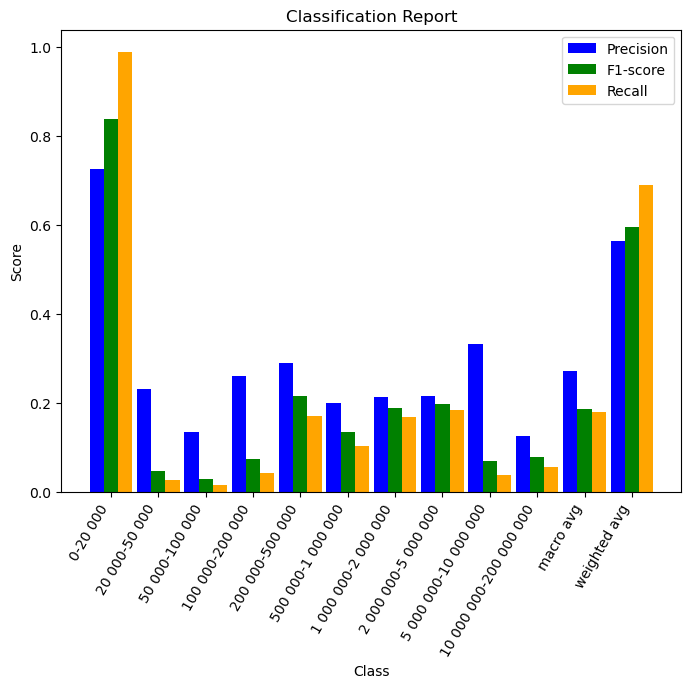 Classification Report
Precision
F1-score
Recall
1.0
0.8
0.6
0.4
0.2
0.0
Score
0-20 000
20 000-50 000
50 000-100 000
100 000-200 000
200 000-500 000
500 000-1 000 000
1 000 000-2 000 000
2 000 000-5 000 000
5 000 000-10 000 000
10 000 000-200 000 000
macro avg
weighted avg
Class